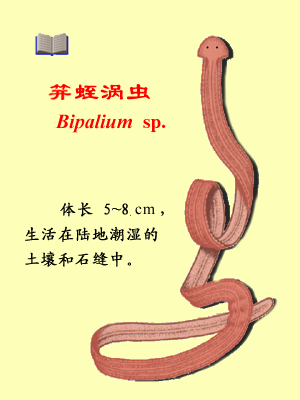 笄蛭涡虫
Bipalium sp.
体长 5~8 cm，
生活在陆地潮湿的
土壤和石缝中。